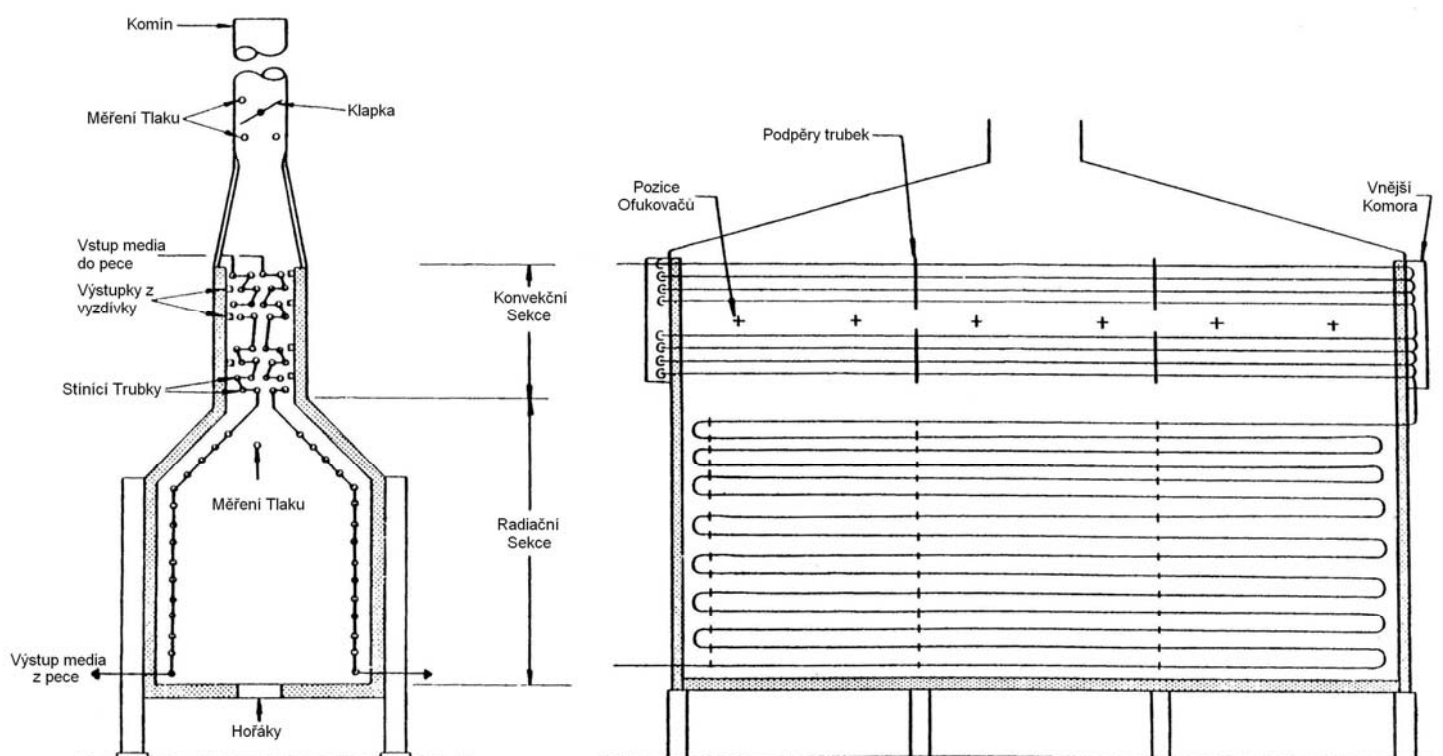 Komín
Klapka
Měření Tlaku
Vstup media
do pece
Výstupky z
vyzdívky
Stínící Trubky
Konvekční
Sekce
Měření Tlaku
Radiační
Sekce
Výstup media
z pece
Hořáky
Podpěry trubek
Pozice
Ofukovačů
Vnější
Komora